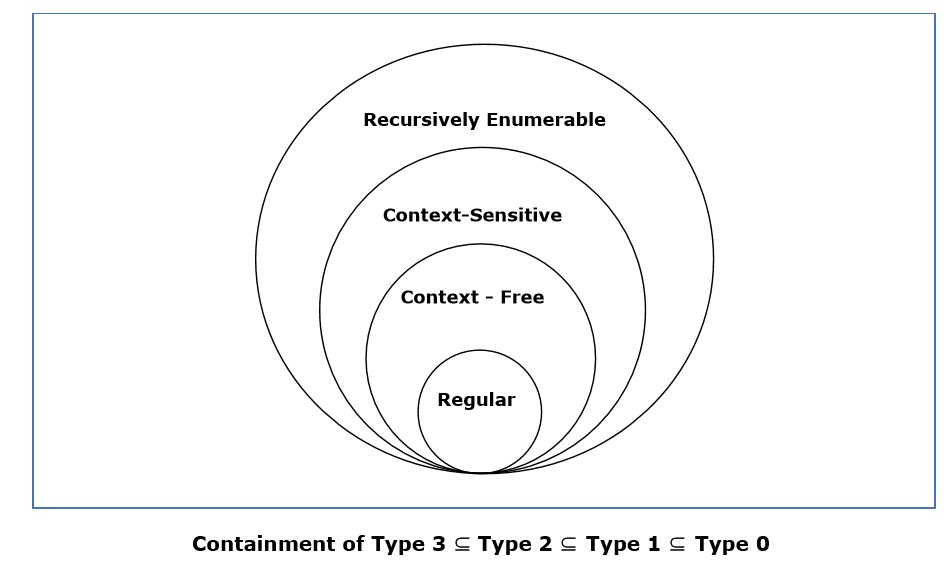 Recursively Enumerable
Context-Sensitive
Context - Free
Regular
Containment of Type 3 ⊆ Type 2 ⊆ Type 1 ⊆ Type 0